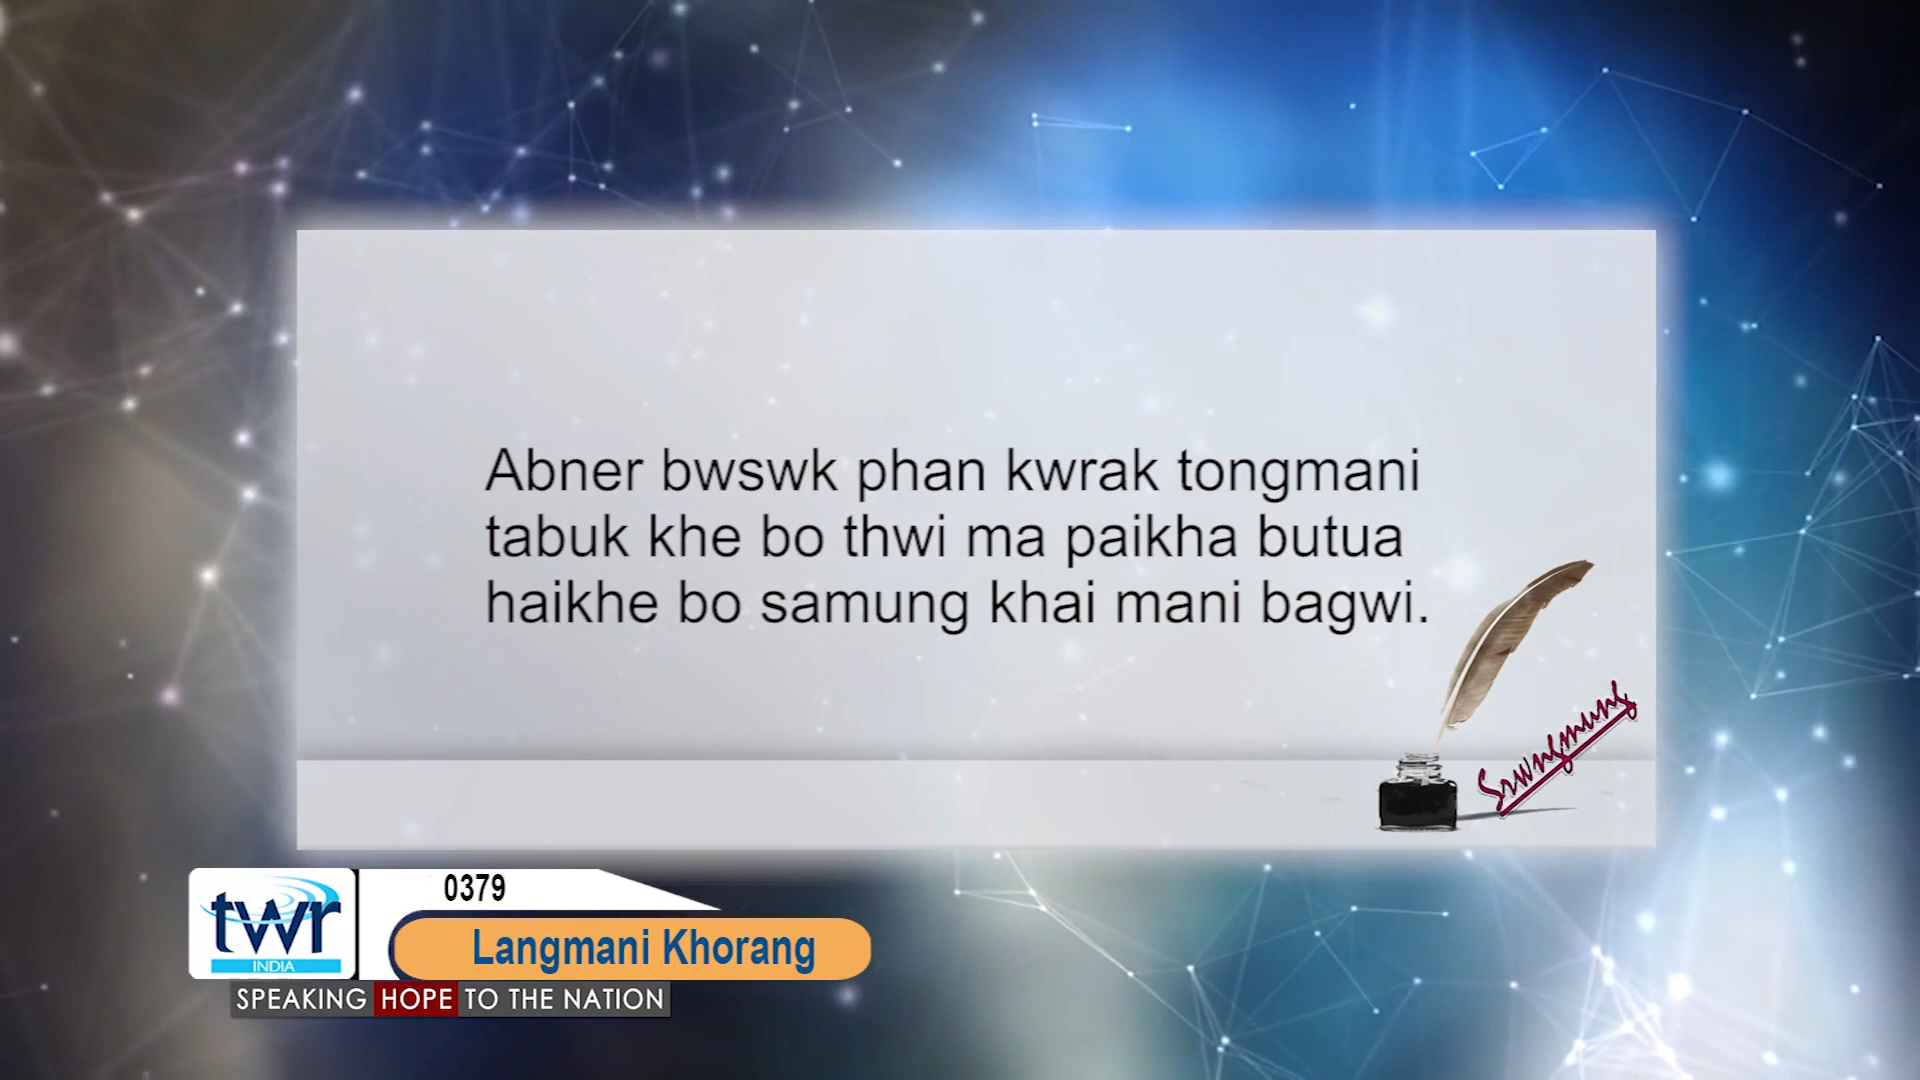 Abner bwswk phan kwrak tongmani
tabuk khe bo thwi ma paikha butua
haikhe bo samung khai mani bagwi.
Srwngmung
twr
INDIA
0379
Langmani Khorang
SPEAKING HOPE TO THE NATION